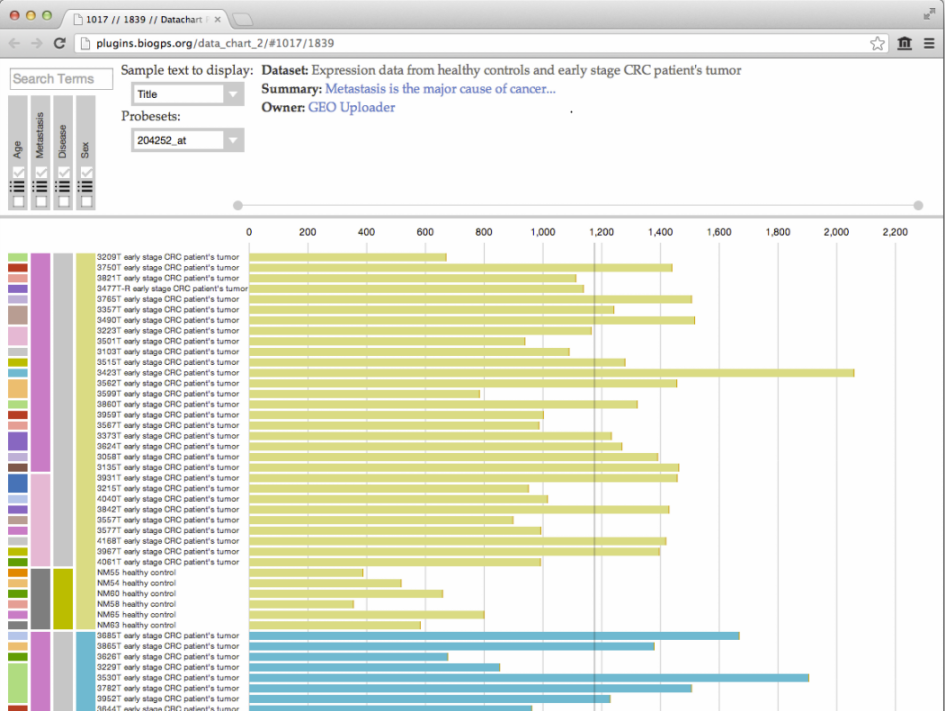 1017 // 1839 // Datachart
plugins.biogps.org/data_chart_2/#1017/1839
Search Terms
Sample text to display:
Title
Probesets:
204252_at
Dataset: Expression data from healthy controls and early stage CRC patient's tumor
Summary: Metastasis is the major cause of cancer...
Owner: GEO Uploader
Age
Metastasis
Disease
Sex
0 200 400 600 800 1,000 1,200 1,400 1,600 1,800 2,000 2,200
3209T early stage CRC patient's tumor
3750T early stage CRC patient's tumor
3821T early stage CRC patient's tumor
3477T-R early stage CRC patient's tumor
3765T early stage CRC patient's tumor
3357T early stage CRC patient's tumor
3490T early stage CRC patient's tumor
3223T early stage CRC patient's tumor
3501T early stage CRC patient's tumor
3103T early stage CRC patient's tumor
3515T early stage CRC patient's tumor
3423T early stage CRC patient's tumor
3562T early stage CRC patient's tumor
3599T early stage CRC patient's tumor
3860T early stage CRC patient's tumor
3959T early stage CRC patient's tumor
3567T early stage CRC patient's tumor
3373T early stage CRC patient's tumor
3624T early stage CRC patient's tumor
3058T early stage CRC patient's tumor
3135T early stage CRC patient's tumor
3931T early stage CRC patient's tumor
3215T early stage CRC patient's tumor
4040T early stage CRC patient's tumor
3842T early stage CRC patient's tumor
3557T early stage CRC patient's tumor
3577T early stage CRC patient's tumor
4168T early stage CRC patient's tumor
3967T early stage CRC patient's tumor
4061T early stage CRC patient's tumor
NM55 healthy control
NM54 healthy control
NM60 healthy control
NM58 healthy control
NM65 healthy control
NM63 healthy control
3685T early stage CRC patient's tumor
3865T early stage CRC patient's tumor
3626T early stage CRC patient's tumor
3229T early stage CRC patient's tumor
3530T early stage CRC patient's tumor
3782T early stage CRC patient's tumor
3952T early stage CRC patient's tumor
3644T early stage CRC patient's tumor